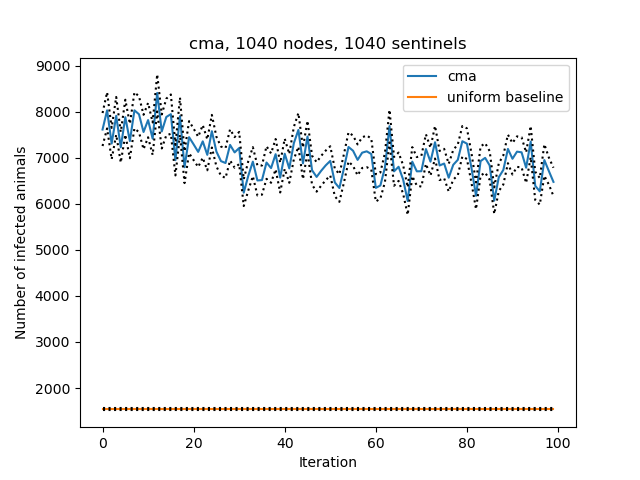 cma, 1040 nodes, 1040 sentinels
9000
8000
7000
6000
5000
4000
3000
2000
Number of infected animals
cma
uniform baseline
0
20
40
60
80
100
Iteration